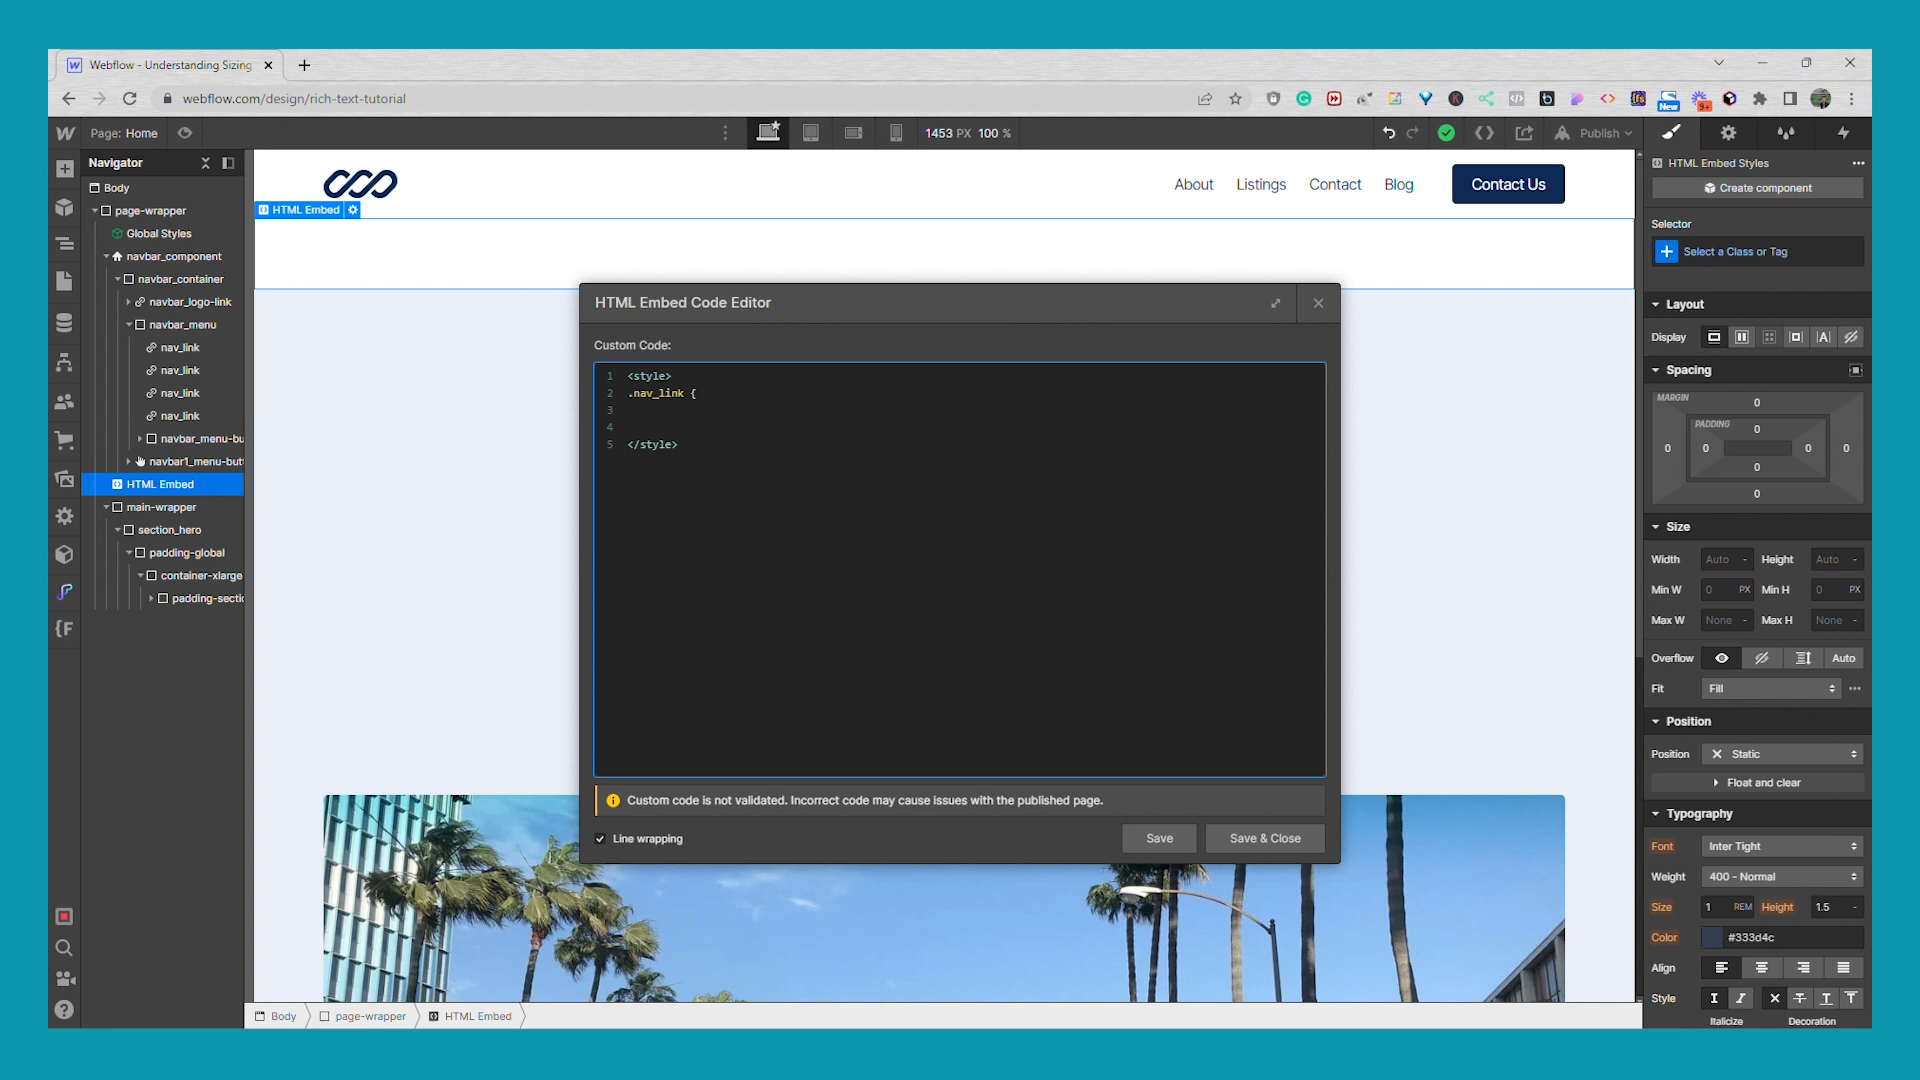 Webflow - Understanding Sizing
webflow.com/design/rich-text-tutorial
New
9+
Page: Home
1453 PX 100 %
Publish
Navigator
Body
page-wrapper
Global Styles
navbar_component
navbar_container
navbar_logo-link
navbar_menu
nav_link
nav_link
nav_link
nav_link
navbar_menu-bu
navbar1_menu-butt
HTML Embed
main-wrapper
section_hero
padding-global
container-xlarge
padding-sectio
About
Listings
Contact
Blog
Contact Us
HTML Embed
HTML Embed Code Editor
Custom Code:
1 <style>
2 .nav_link {
3
4
5 </style>
Custom code is not validated. Incorrect code may cause issues with the published page.
Line wrapping
Save
Save & Close
Body
page-wrapper
HTML Embed
HTML Embed Styles
Create component
Selector
Select a Class or Tag
Layout
Display
Spacing
MARGIN
0
PADDING
0
0 0 0 0
0
0
Size
Width Auto - Height Auto -
Min W 0 PX Min H 0 PX
Max W None - Max H None -
Overflow Auto
Fit Fill
Position
Position Static
Float and clear
Typography
Font Inter Tight
Weight 400 - Normal
Size 1 REM Height 1.5 -
Color #333d4c
Align
Style
Italicize Decoration